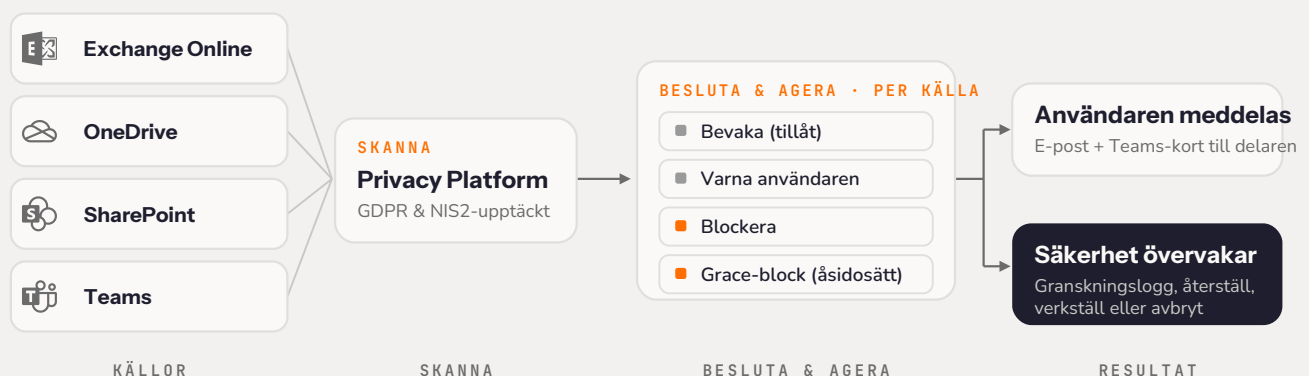 Exchange Online
OneDrive
SharePoint
Teams
SKANNA
Privacy Platform
GDPR & NIS2-upptäckt
BESLUTA & AGERA · PER KÄLLA
Bevaka (tillåt)
Varna användaren
Blockera
Grace-block (åsidosätt)
Användaren meddelas
E-post + Teams-kort till delaren
Säkerhet övervakar
Granskningslogg, återställ,
verkställ eller avbryt
KÄLLOR
SKANNA
BESLUTA & AGERA
RESULTAT